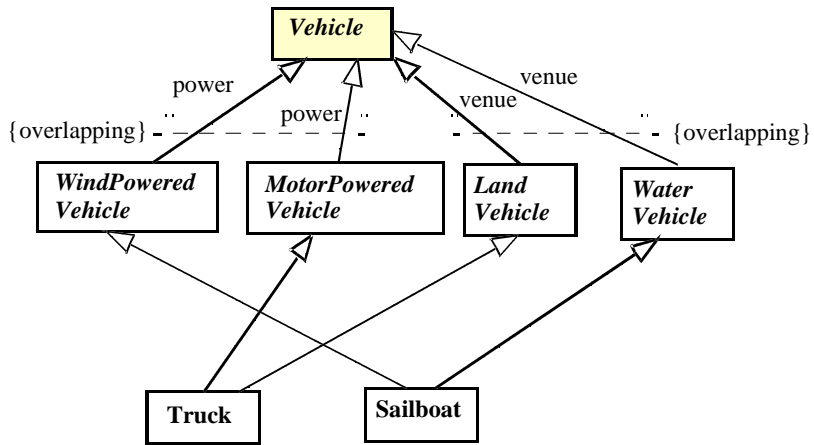 Vehicle
power
venue
power
venue
{overlapping}
{overlapping}
WindPowered
Vehicle
MotorPowered
Vehicle
Land
Vehicle
Water
Vehicle
Truck
Sailboat